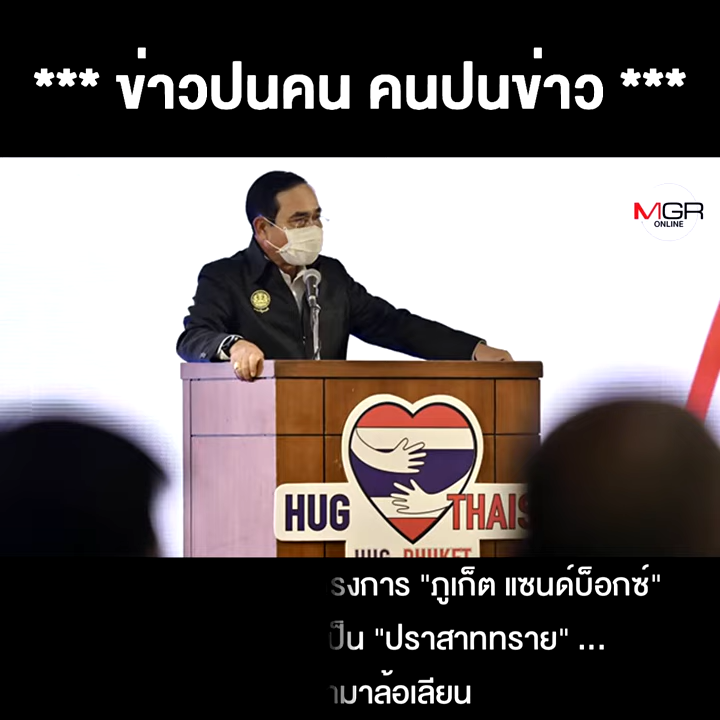 *** ข่าวปนคน คนปนข่าว ***
MGR
ONLINE
HUG THAIS
HUG PHUKET
รงการ "ภูเก็ต แซนด์บ็อกซ์"
ป็น "ปราสาททราย" ...
มาล้อเลียน